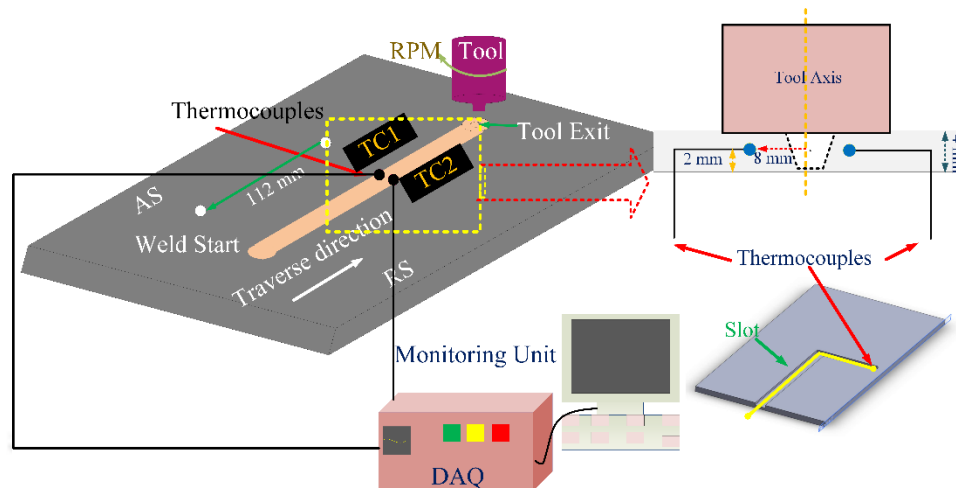 RPM
Tool
Thermocouples
TC1
Tool Exit
TC2
112 mm
AS
Weld Start
Traverse direction
RS
Tool Axis
2 mm
8 mm
Thermocouples
Slot
Monitoring Unit
DAQ